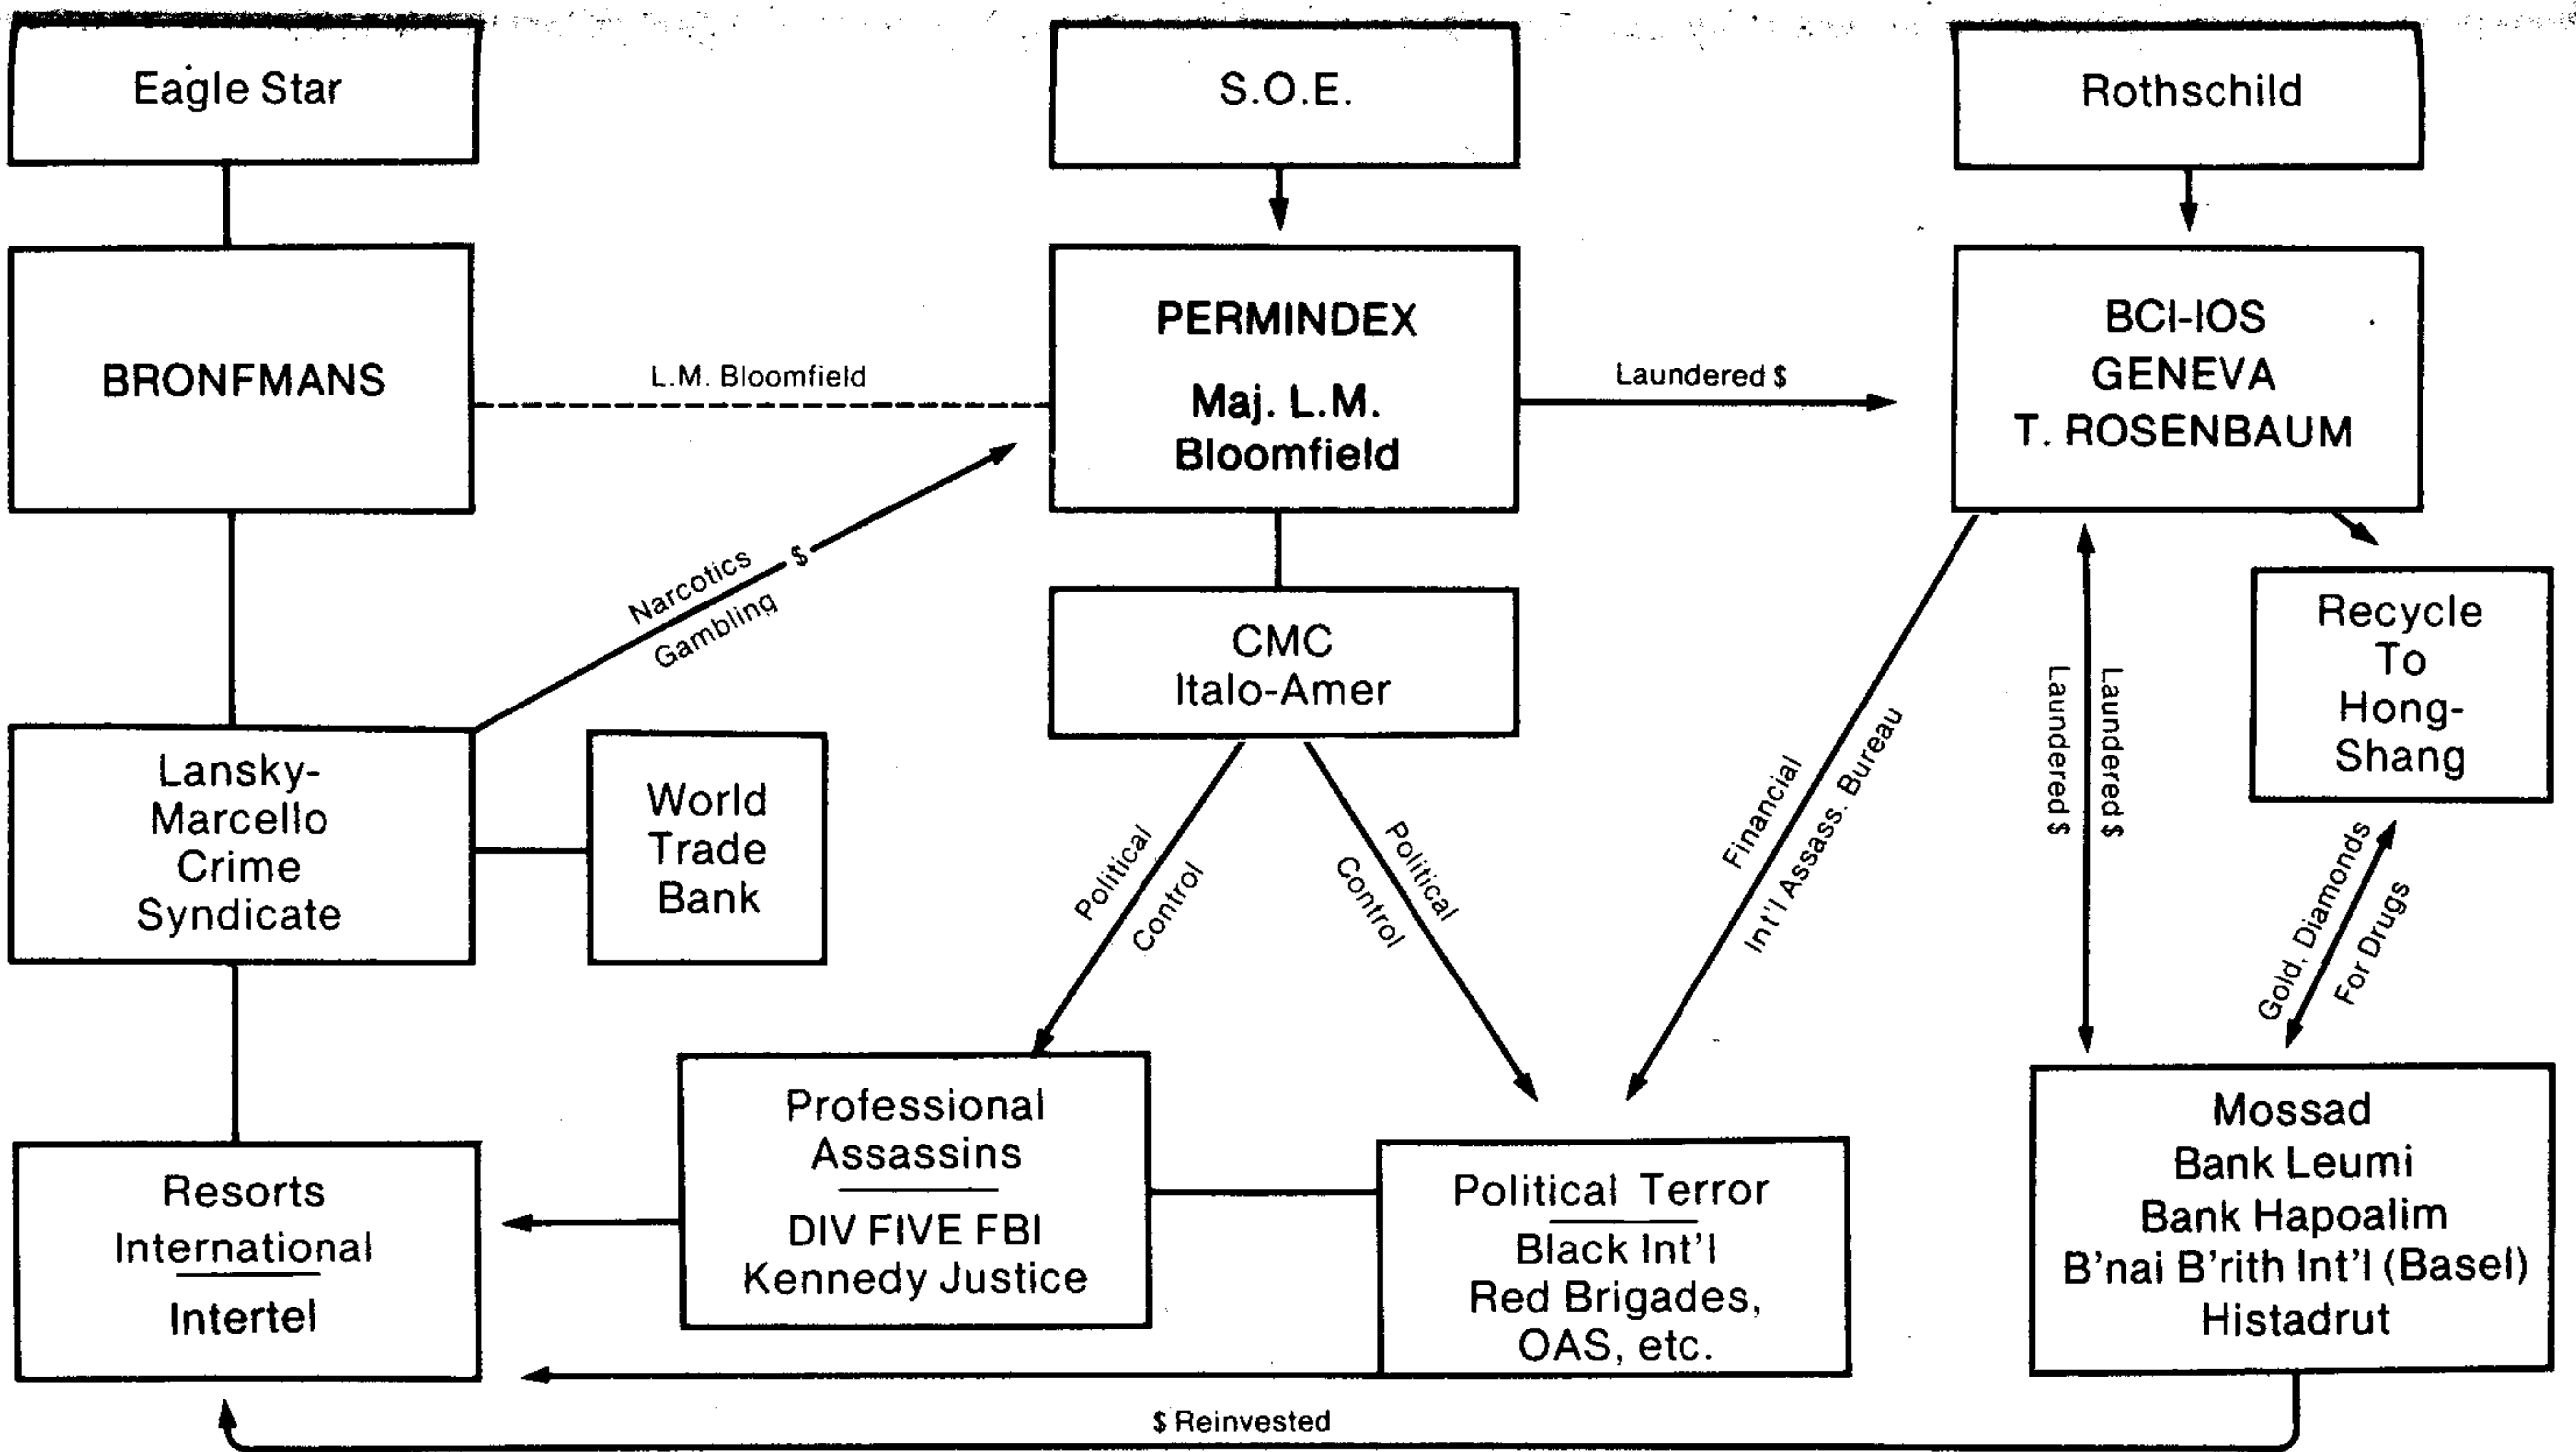 Eagle Star
S.O.E.
Rothschild
BRONFMANS
L.M. Bloomfield
PERMINDEX
Maj. L.M.
Bloomfield
Laundered $
BCI-IOS
GENEVA
T. ROSENBAUM
Narcotics
$
Gambling
CMC
Italo-Amer
Recycle
To
Hong-
Shang
Lansky-
Marcello
Crime
Syndicate
World
Trade
Bank
Political
Control
Political
Control
Financial
Int'l Assass. Bureau
Laundered $
Laundered $
Gold, Diamonds
For Drugs
Resorts
International
Intertel
Professional
Assassins
DIV FIVE FBI
Kennedy Justice
Political Terror
Black Int'l
Red Brigades,
OAS, etc.
Mossad
Bank Leumi
Bank Hapoalim
B'nai B'rith Int'l (Basel)
Histadrut
$ Reinvested